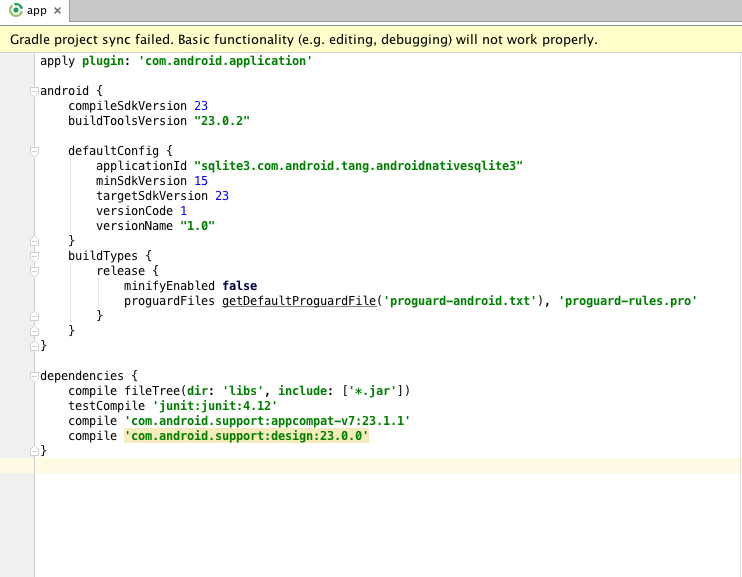 app
Gradle project sync failed. Basic functionality (e.g. editing, debugging) will not work properly.
apply plugin: 'com.android.application'
android {
compileSdkVersion 23
buildToolsVersion "23.0.2"
defaultConfig {
applicationId "sqlite3.com.android.tang.androidnativesqlite3"
minSdkVersion 15
targetSdkVersion 23
versionCode 1
versionName "1.0"
}
buildTypes {
release {
minifyEnabled false
proguardFiles getDefaultProguardFile('proguard-android.txt'), 'proguard-rules.pro'
}
}
}
dependencies {
compile fileTree(dir: 'libs', include: ['*.jar'])
testCompile 'junit:junit:4.12'
compile 'com.android.support:appcompat-v7:23.1.1'
compile 'com.android.support:design:23.0.0'
}